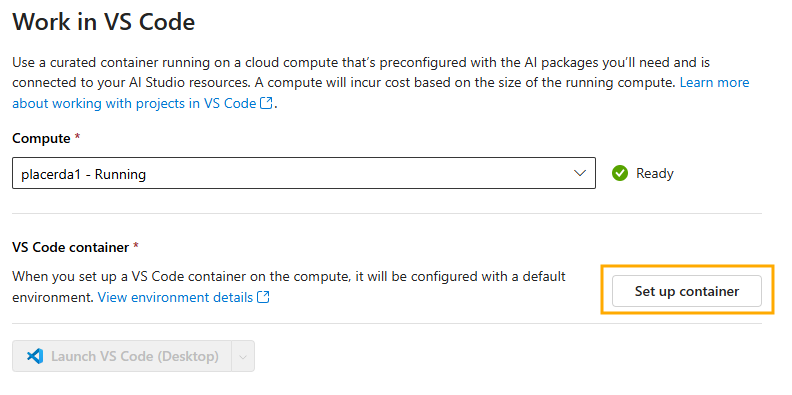 Work in VS Code
Use a curated container running on a cloud compute that's preconfigured with the AI packages you'll need and is
connected to your AI Studio resources. A compute will incur cost based on the size of the running compute. Learn more
about working with projects in VS Code.
Compute *
placerda1 - Running
Ready
VS Code container *
When you set up a VS Code container on the compute, it will be configured with a default
environment. View environment details
Set up container
Launch VS Code (Desktop)